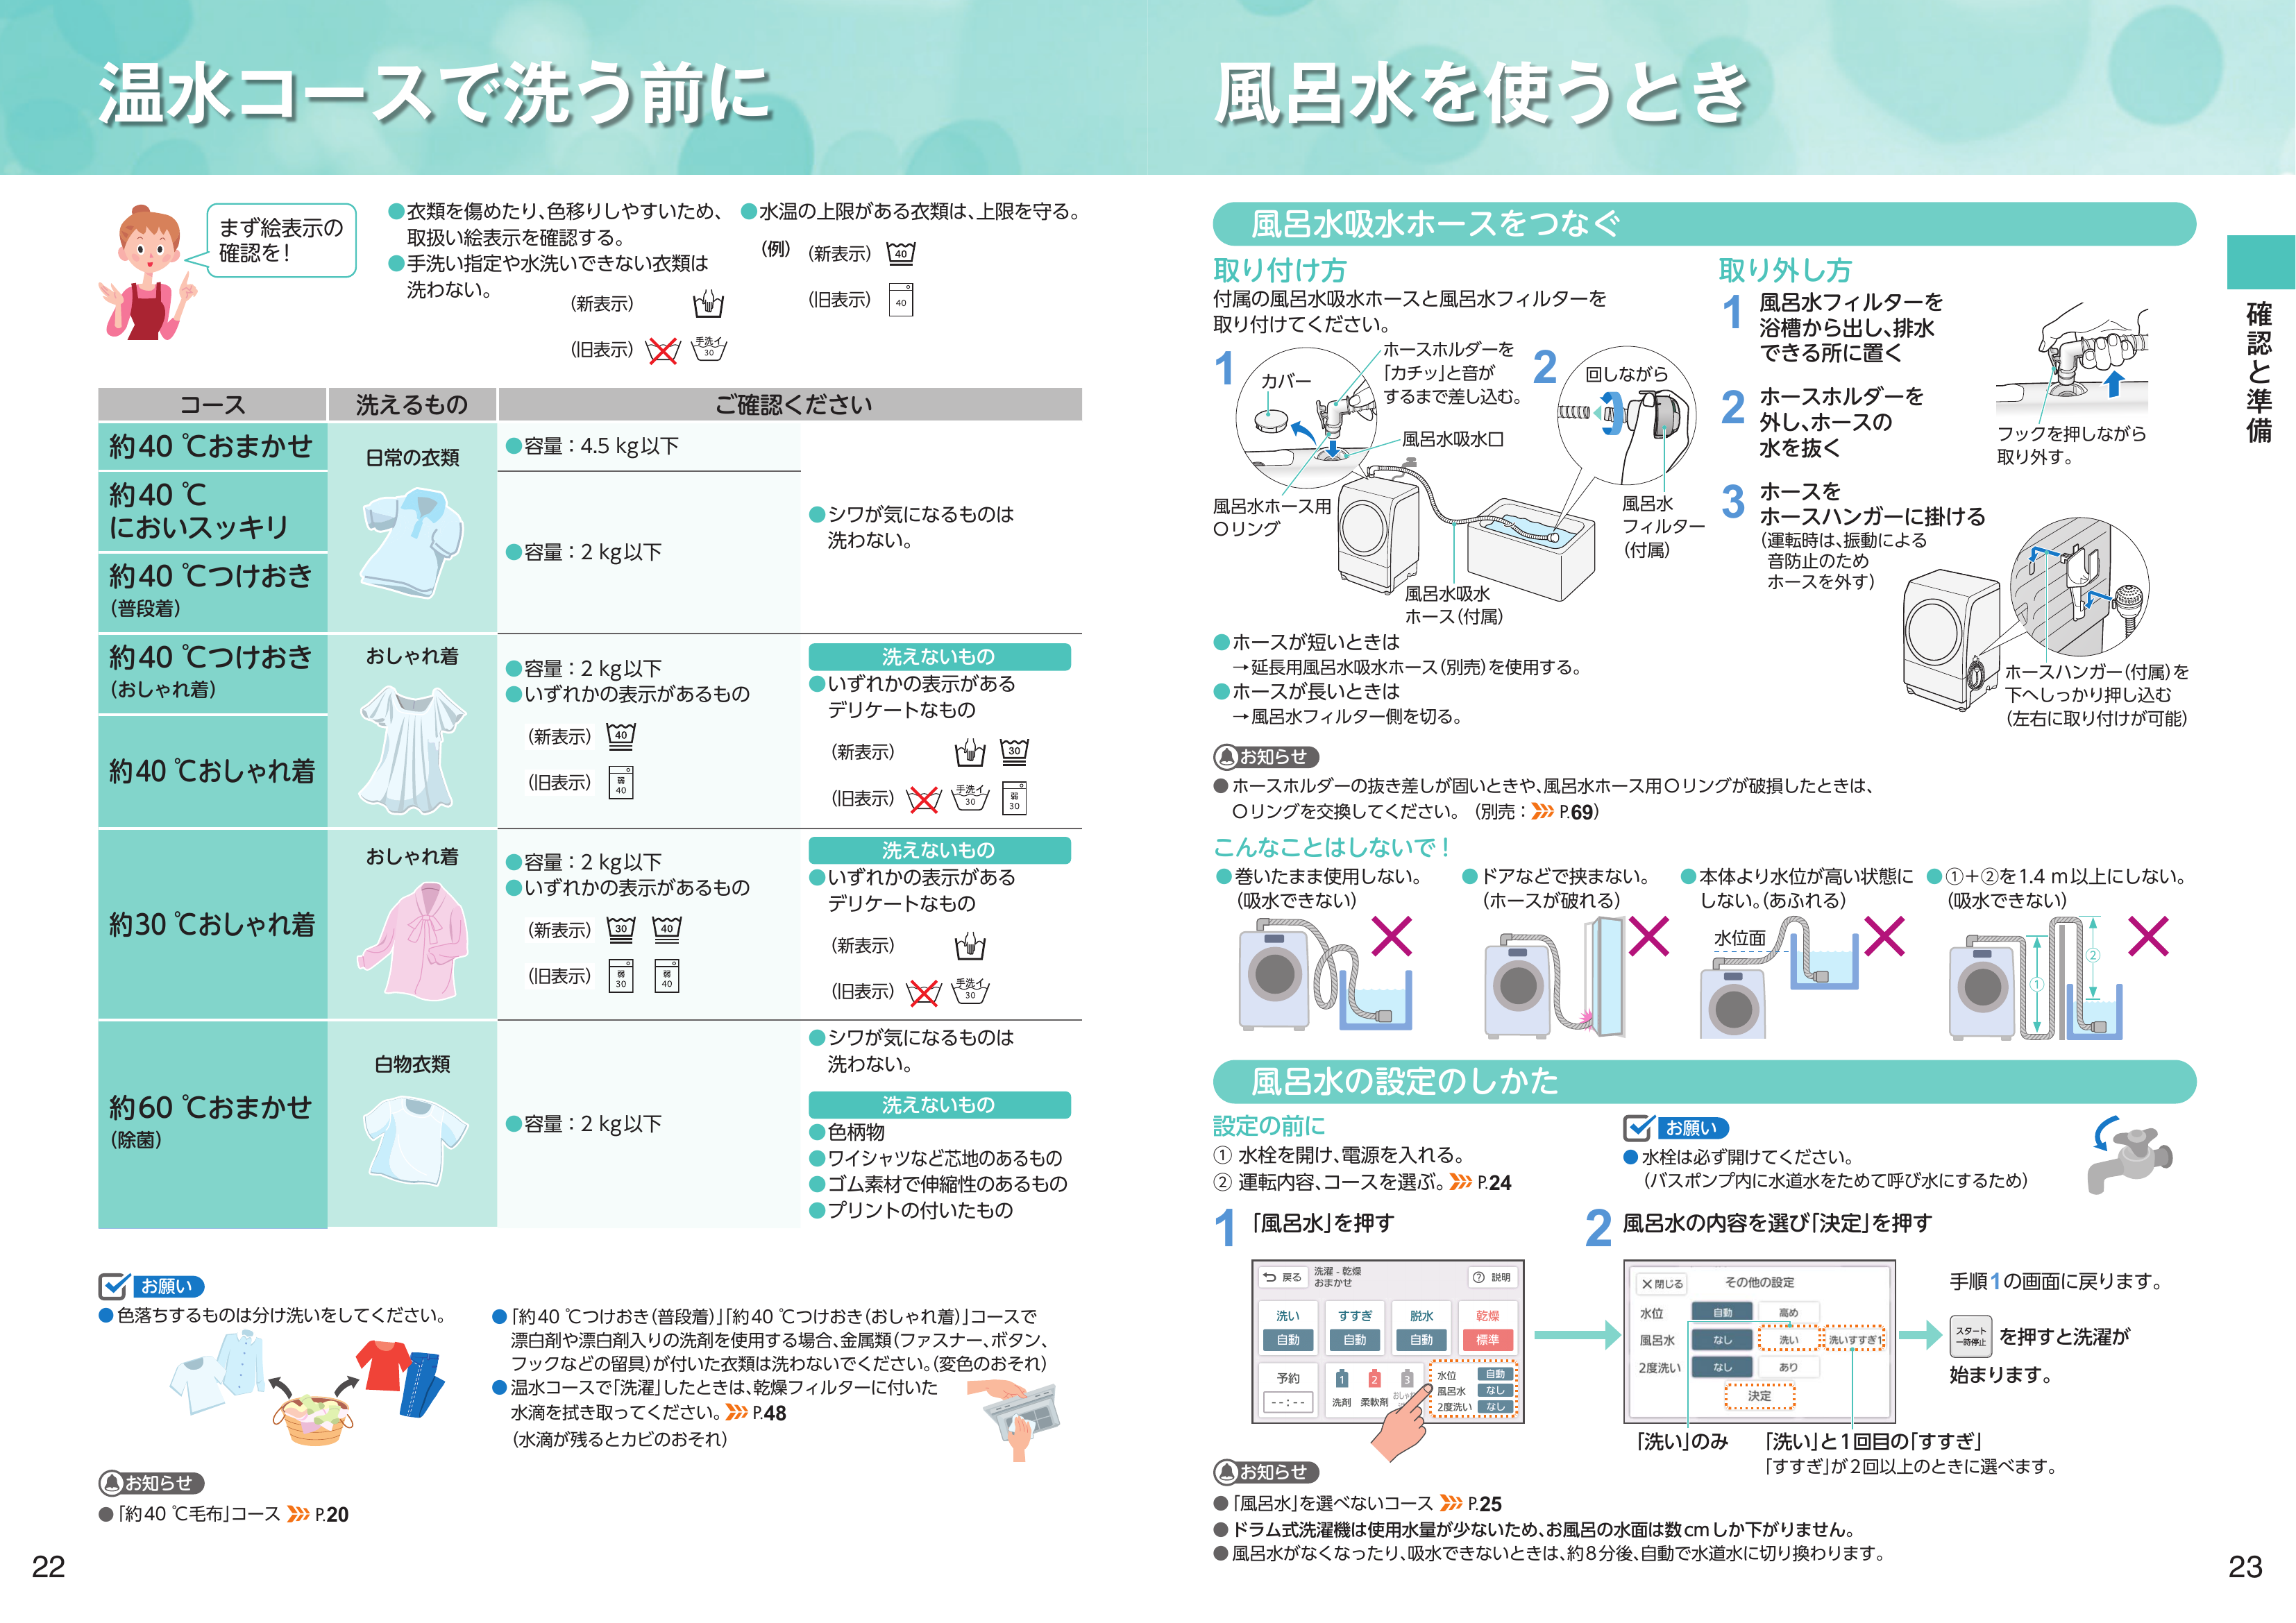 温水コースで洗う前に
まず絵表示の
確認を！
●衣類を傷めたり、色移りしやすいため、
取扱い絵表示を確認する。
●手洗い指定や水洗いできない衣類は
洗わない。
（新表示）
（旧表示） 手洗イ 30
●水温の上限がある衣類は、上限を守る。
（例） （新表示） 40
（旧表示） 40
コース 洗えるもの ご確認ください
約40 ℃おまかせ
約40 ℃
においスッキリ
約40 ℃つけおき
（普段着）
日常の衣類
●容量：4.5 kg以下
●容量：2 kg以下
●シワが気になるものは
洗わない。
約40 ℃つけおき
（おしゃれ着）
約40 ℃おしゃれ着
おしゃれ着
●容量：2 kg以下
●いずれかの表示があるもの
（新表示） 40
（旧表示） 弱 40
洗えないもの
●いずれかの表示がある
デリケートなもの
（新表示） 30
（旧表示） 手洗イ 30 弱 30
約30 ℃おしゃれ着
おしゃれ着
●容量：2 kg以下
●いずれかの表示があるもの
（新表示） 30 40
（旧表示） 弱 30 弱 40
洗えないもの
●いずれかの表示がある
デリケートなもの
（新表示）
（旧表示） 手洗イ 30
約60 ℃おまかせ
（除菌）
白物衣類
●容量：2 kg以下
●シワが気になるものは
洗わない。
洗えないもの
●色柄物
●ワイシャツなど芯地のあるもの
●ゴム素材で伸縮性のあるもの
●プリントの付いたもの
お願い
●色落ちするものは分け洗いをしてください。
●「約40 ℃つけおき（普段着）」「約40 ℃つけおき（おしゃれ着）」コースで
漂白剤や漂白剤入りの洗剤を使用する場合、金属類（ファスナー、ボタン、
フックなどの留具）が付いた衣類は洗わないでください。（変色のおそれ）
●温水コースで「洗濯」したときは、乾燥フィルターに付いた
水滴を拭き取ってください。 P.48
（水滴が残るとカビのおそれ）
お知らせ
●「約40 ℃毛布」コース P.20
22
風呂水を使うとき
確認と準備
風呂水吸水ホースをつなぐ
取り付け方
付属の風呂水吸水ホースと風呂水フィルターを
取り付けてください。
1
カバー
ホースホルダーを
「カチッ」と音が
するまで差し込む。
風呂水吸水口
風呂水ホース用
Ｏリング
2
回しながら
風呂水
フィルター
（付属）
風呂水吸水
ホース（付属）
●ホースが短いときは
→延長用風呂水吸水ホース（別売）を使用する。
●ホースが長いときは
→風呂水フィルター側を切る。
取り外し方
1 風呂水フィルターを
浴槽から出し、排水
できる所に置く
2 ホースホルダーを
外し、ホースの
水を抜く
フックを押しながら
取り外す。
3 ホースを
ホースハンガーに掛ける
（運転時は、振動による
音防止のため
ホースを外す）
ホースハンガー（付属）を
下へしっかり押し込む
（左右に取り付けが可能）
お知らせ
●ホースホルダーの抜き差しが固いときや、風呂水ホース用Ｏリングが破損したときは、
Ｏリングを交換してください。（別売： P.69）
こんなことはしないで！
●巻いたまま使用しない。
（吸水できない）
●ドアなどで挟まない。
（ホースが破れる）
●本体より水位が高い状態に
しない。（あふれる）
水位面
●①＋②を1.4 m以上にしない。
（吸水できない）
① ②
風呂水の設定のしかた
設定の前に
① 水栓を開け、電源を入れる。
② 運転内容、コースを選ぶ。 P.24
お願い
●水栓は必ず開けてください。
（バスポンプ内に水道水をためて呼び水にするため）
1 「風呂水」を押す
戻る 洗濯 - 乾燥 説明
おまかせ
洗い すすぎ 脱水 乾燥
自動 自動 自動 標準
予約 1 2 3 水位 自動
--:-- 洗剤 柔軟剤 風呂水 なし
2度洗い なし
2 風呂水の内容を選び「決定」を押す
×閉じる その他の設定
水位 自動 高め
風呂水 なし 洗い 洗いすすぎ1
2度洗い なし あり
決定
「洗い」のみ
「洗い」と1回目の「すすぎ」
「すすぎ」が2回以上のときに選べます。
手順1の画面に戻ります。
スタート
一時停止
を押すと洗濯が
始まります。
お知らせ
●「風呂水」を選べないコース P.25
●ドラム式洗濯機は使用水量が少ないため、お風呂の水面は数cmしか下がりません。
●風呂水がなくなったり、吸水できないときは、約8分後、自動で水道水に切り換わります。
23